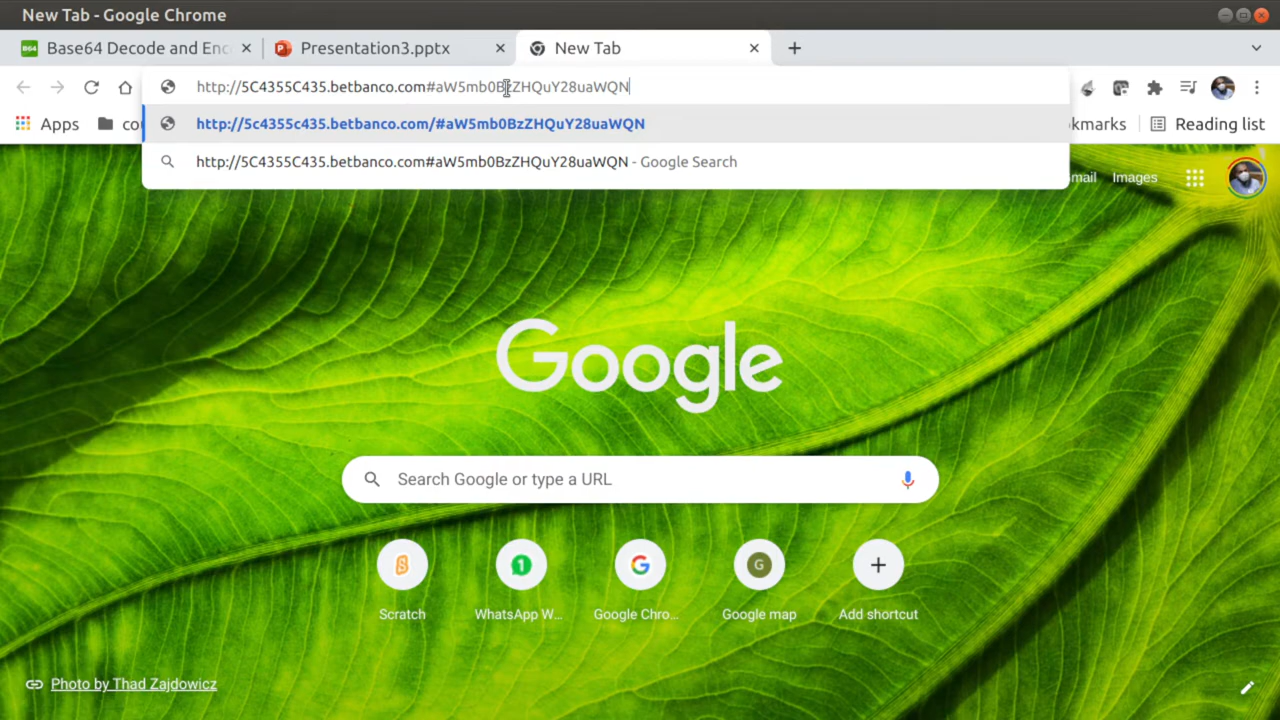 New Tab - Google Chrome
Base64 Decode and Enc
Presentation3.pptx
New Tab
http://5C4355C435.betbanco.com#aW5mb0BzZHQuY28uaWQN
Apps
co
kmarks
Reading list
http://5c4355c435.betbanco.com/#aW5mb0BzZHQuY28uaWQN
http://5C4355C435.betbanco.com#aW5mb0BzZHQuY28uaWQN - Google Search
mail
Images
Google
Search Google or type a URL
G
Scratch
WhatsApp W...
Google Chro...
Google map
Add shortcut
Photo by Thad Zajdowicz